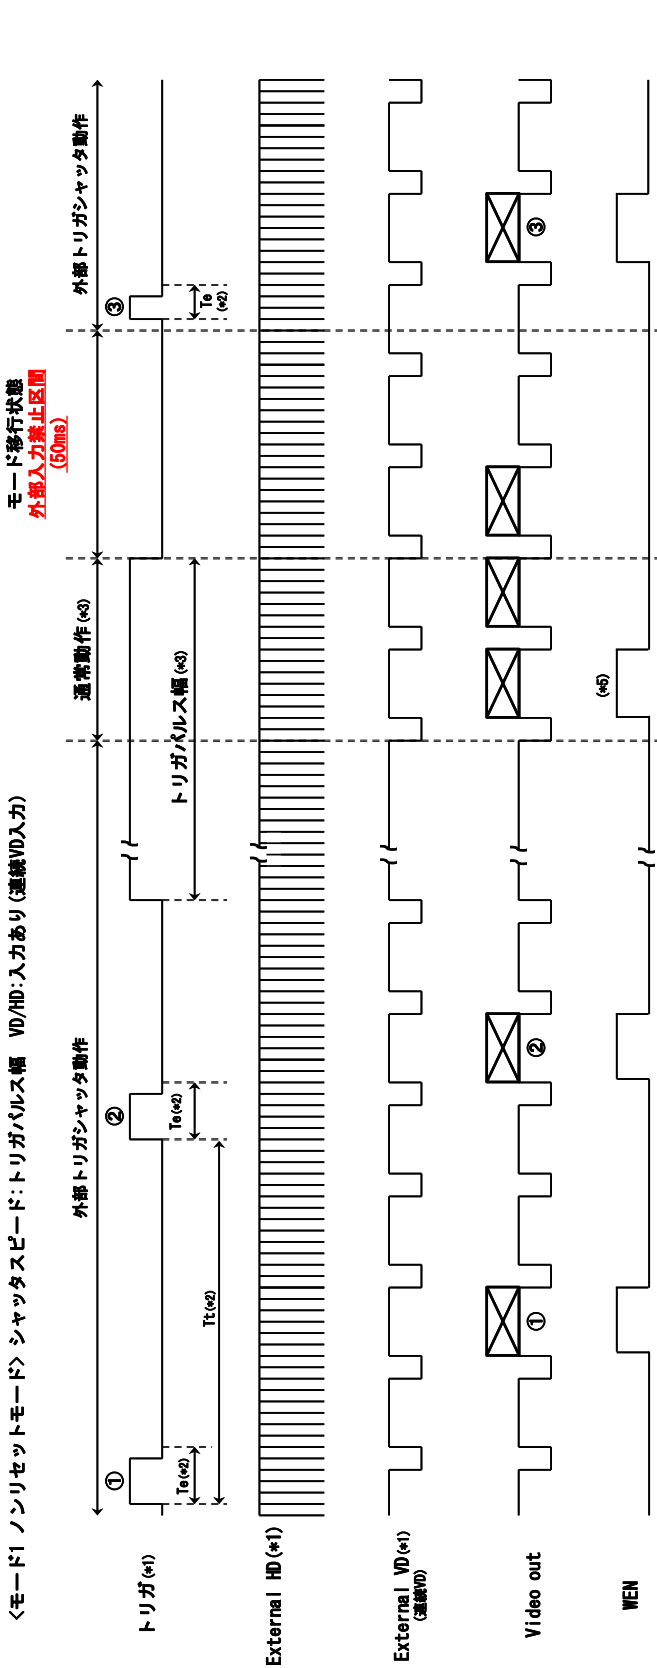 <モード1 ノンリセットモード> シャッタスピード:トリガパルス幅 VD/HD:入力あり(連続VD入力)
モード移行状態
外部入力禁止区間
(50ms)
外部トリガシャッタ動作
通常動作(*3)
外部トリガシャッタ動作
トリガ(*1)
①
②
③
Te(*2)
Te(*2)
Te
(*2)
トリガパルス幅(*3)
Tt(*2)
External HD(*1)
External VD(*1)
(連続VD)
Video out
①
②
③
WEN
(*5)